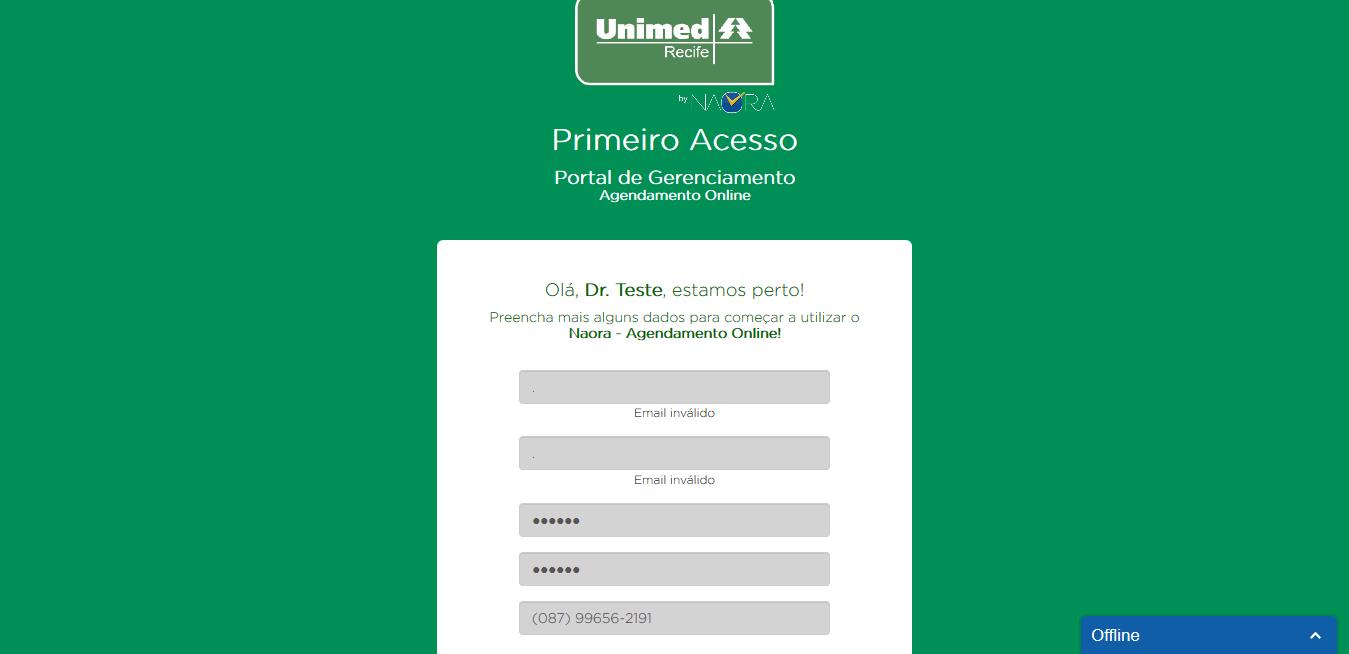 Unimed
Recife
by NAORA
Primeiro Acesso
Portal de Gerenciamento
Agendamento Online
Olá, Dr. Teste, estamos perto!
Preencha mais alguns dados para começar a utilizar o
Naora - Agendamento Online!
.
Email inválido
.
Email inválido
••••••
••••••
(087) 99656-2191
Offline